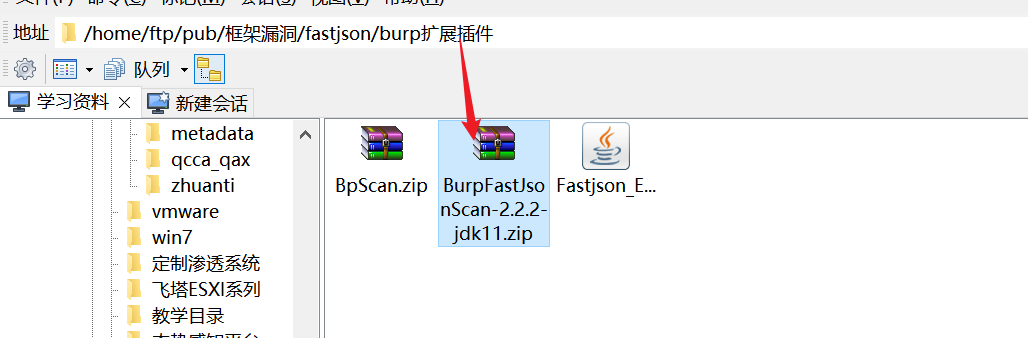 地址 /home/ftp/pub/框架漏洞/fastjson/burp扩展插件
队列
学习资料 新建会话
metadata
qcca_qax
zhuanti
vmware
win7
定制渗透系统
飞塔ESXI系列
教学目录
BpScan.zip
BurpFastJso
nScan-2.2.2-
jdk11.zip
Fastjson_E...